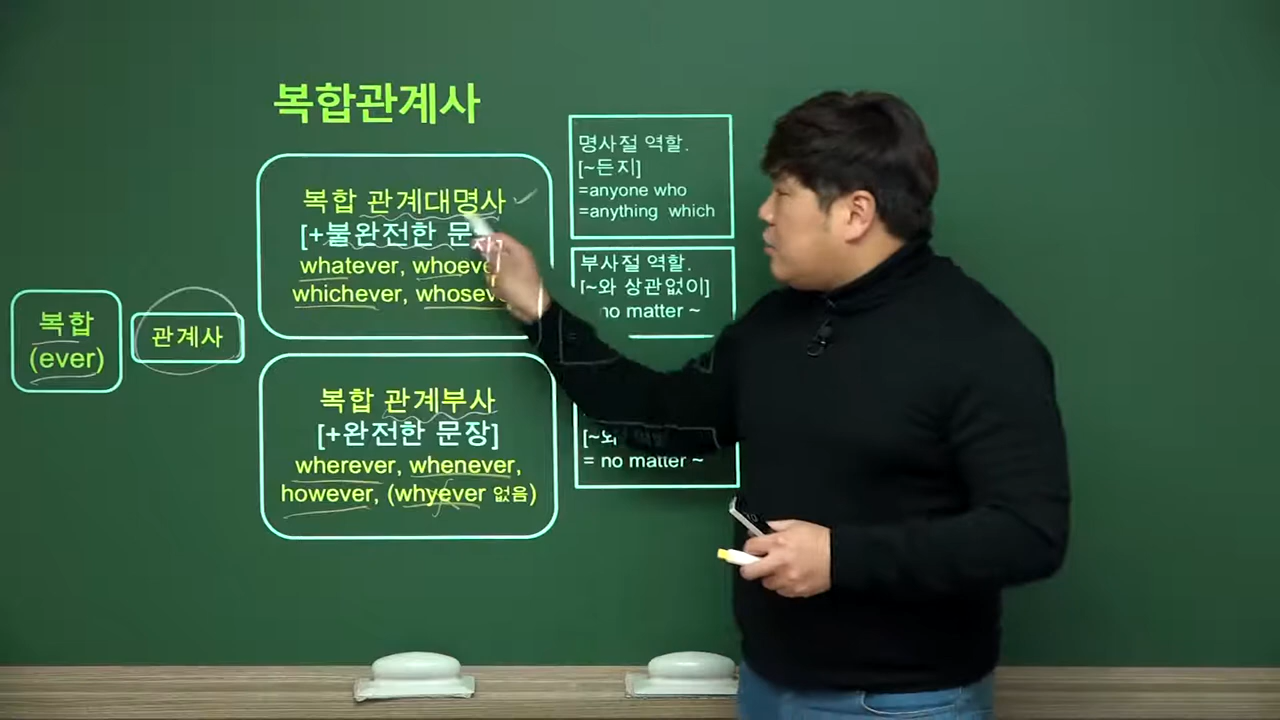 복합관계사
복합
(ever)
관계사
복합 관계대명사
[+불완전한 문장]
whatever, whoever
whichever, whosever
복합 관계부사
[+완전한 문장]
wherever, whenever,
however, (whyever 없음)
명사절 역할.
[~든지]
=anyone who
=anything which
부사절 역할.
[~와 상관없이]
no matter ~
= no matter ~